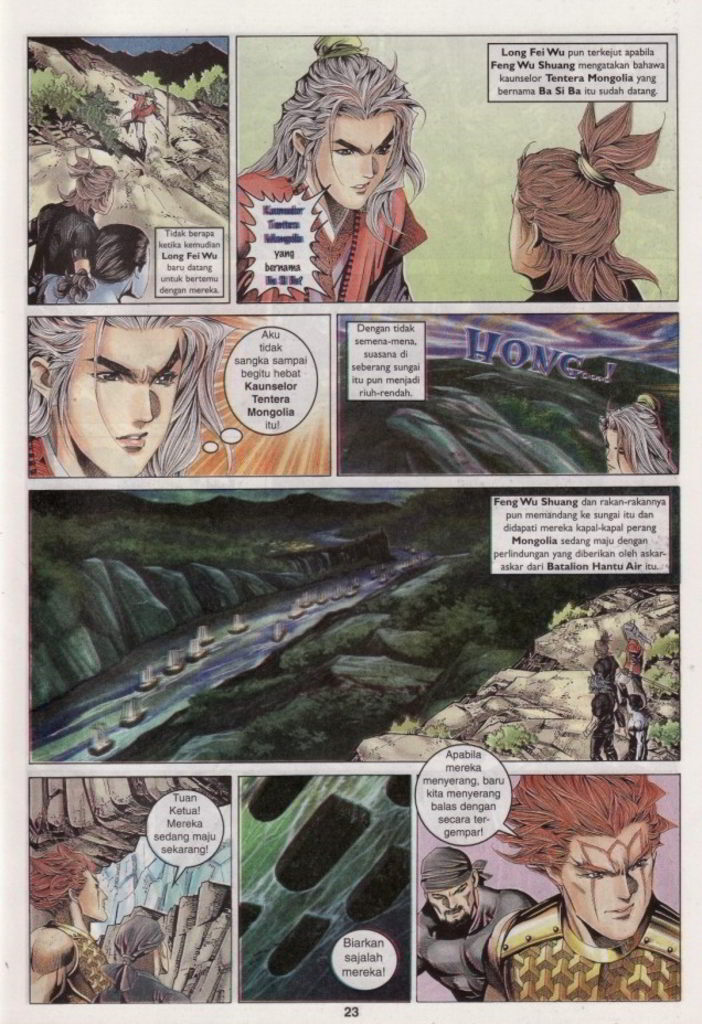 Tidak berapa
ketika kemudian
Long Fei Wu
baru datang
untuk bertemu
dengan mereka.
Long Fei Wu pun terkejut apabila
Feng Wu Shuang mengatakan bahawa
kaunselor Tentera Mongolia yang
bernama Ba Si Ba itu sudah datang.
Kaunselor
Tentera
Mongolia
yang
bernama
Ba Si Ba?
Aku
tidak
sangka sampai
begitu hebat
Kaunselor
Tentera
Mongolia
itu!
Dengan tidak
semena-mena,
suasana di
seberang sungai
itu pun menjadi
riuh-rendah.
HONG......!
Feng Wu Shuang dan rakan-rakannya
pun memandang ke sungai itu dan
didapati mereka kapal-kapal perang
Mongolia sedang maju dengan
perlindungan yang diberikan oleh askar-
askar dari Batalion Hantu Air itu.
Tuan
Ketua!
Mereka
sedang maju
sekarang!
Biarkan
sajalah
mereka!
Apabila
mereka
menyerang, baru
kita menyerang
balas dengan
secara ter-
gempar!
23